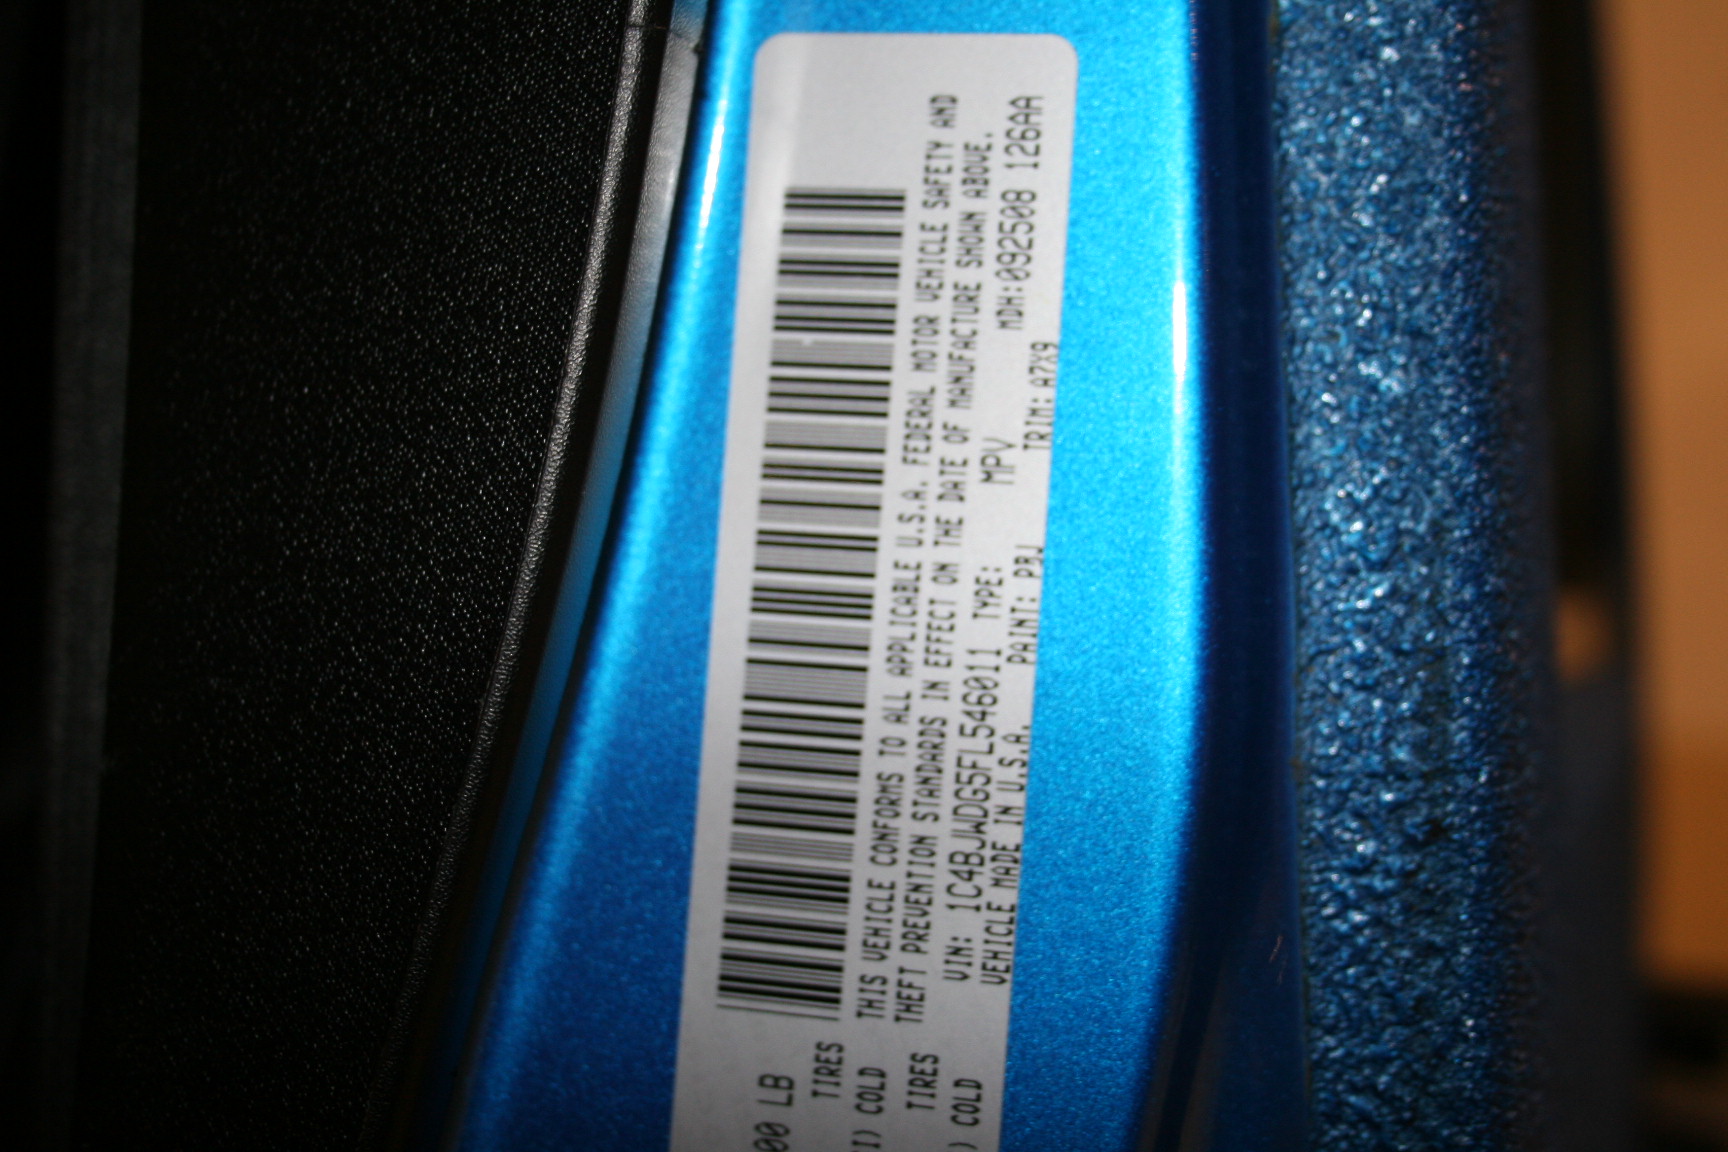 00 LB
TIRES
I) COLD
TIRES
) COLD
THIS VEHICLE CONFORMS TO ALL APPLICABLE U.S.A. FEDERAL MOTOR VEHICLE SAFETY AND
THEFT PREVENTION STANDARDS IN EFFECT ON THE DATE OF MANUFACTURE SHOWN ABOVE.
VIN: 1C4BJWDG5FL546011 TYPE: MPV MDH:092508 126AA
VEHICLE MADE IN U.S.A. PAINT: PBJ TRIM:A7X9